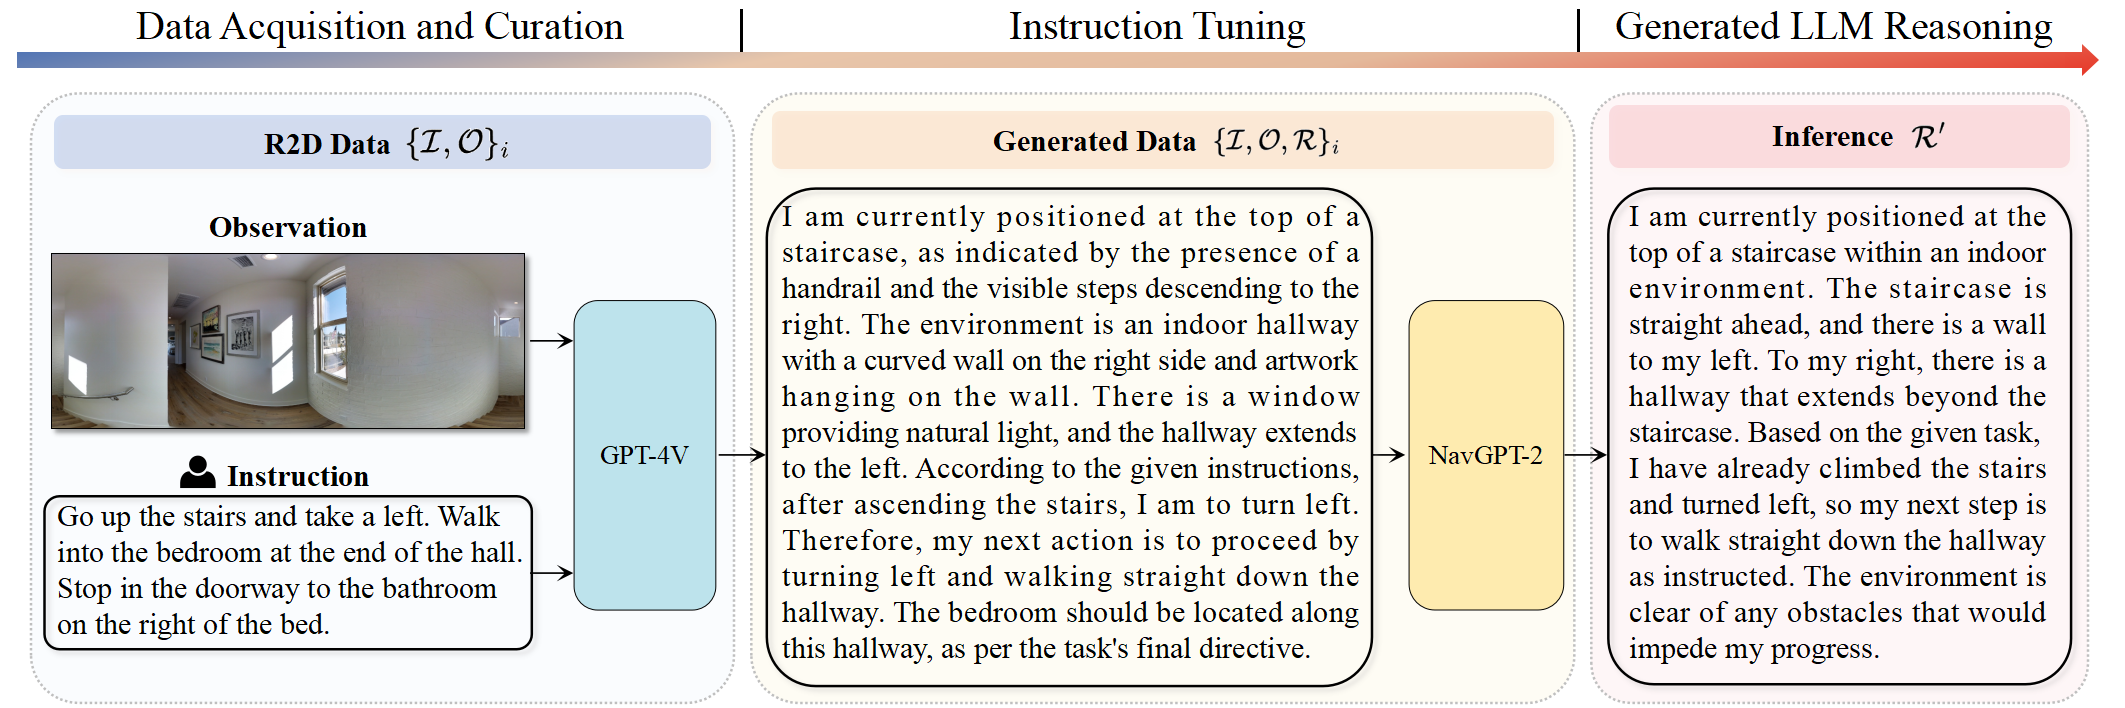 Data Acquisition and Curation
Instruction Tuning
Generated LLM Reasoning
R2D Data {I, O}i
Observation
Instruction
Go up the stairs and take a left. Walk
into the bedroom at the end of the hall.
Stop in the doorway to the bathroom
on the right of the bed.
GPT-4V
Generated Data {I, O, R}i
I am currently positioned at the top of a
staircase, as indicated by the presence of a
handrail and the visible steps descending to the
right. The environment is an indoor hallway
with a curved wall on the right side and artwork
hanging on the wall. There is a window
providing natural light, and the hallway extends
to the left. According to the given instructions,
after ascending the stairs, I am to turn left.
Therefore, my next action is to proceed by
turning left and walking straight down the
hallway. The bedroom should be located along
this hallway, as per the task's final directive.
NavGPT-2
Inference R'
I am currently positioned at the
top of a staircase within an indoor
environment. The staircase is
straight ahead, and there is a wall
to my left. To my right, there is a
hallway that extends beyond the
staircase. Based on the given task,
I have already climbed the stairs
and turned left, so my next step is
to walk straight down the hallway
as instructed. The environment is
clear of any obstacles that would
impede my progress.